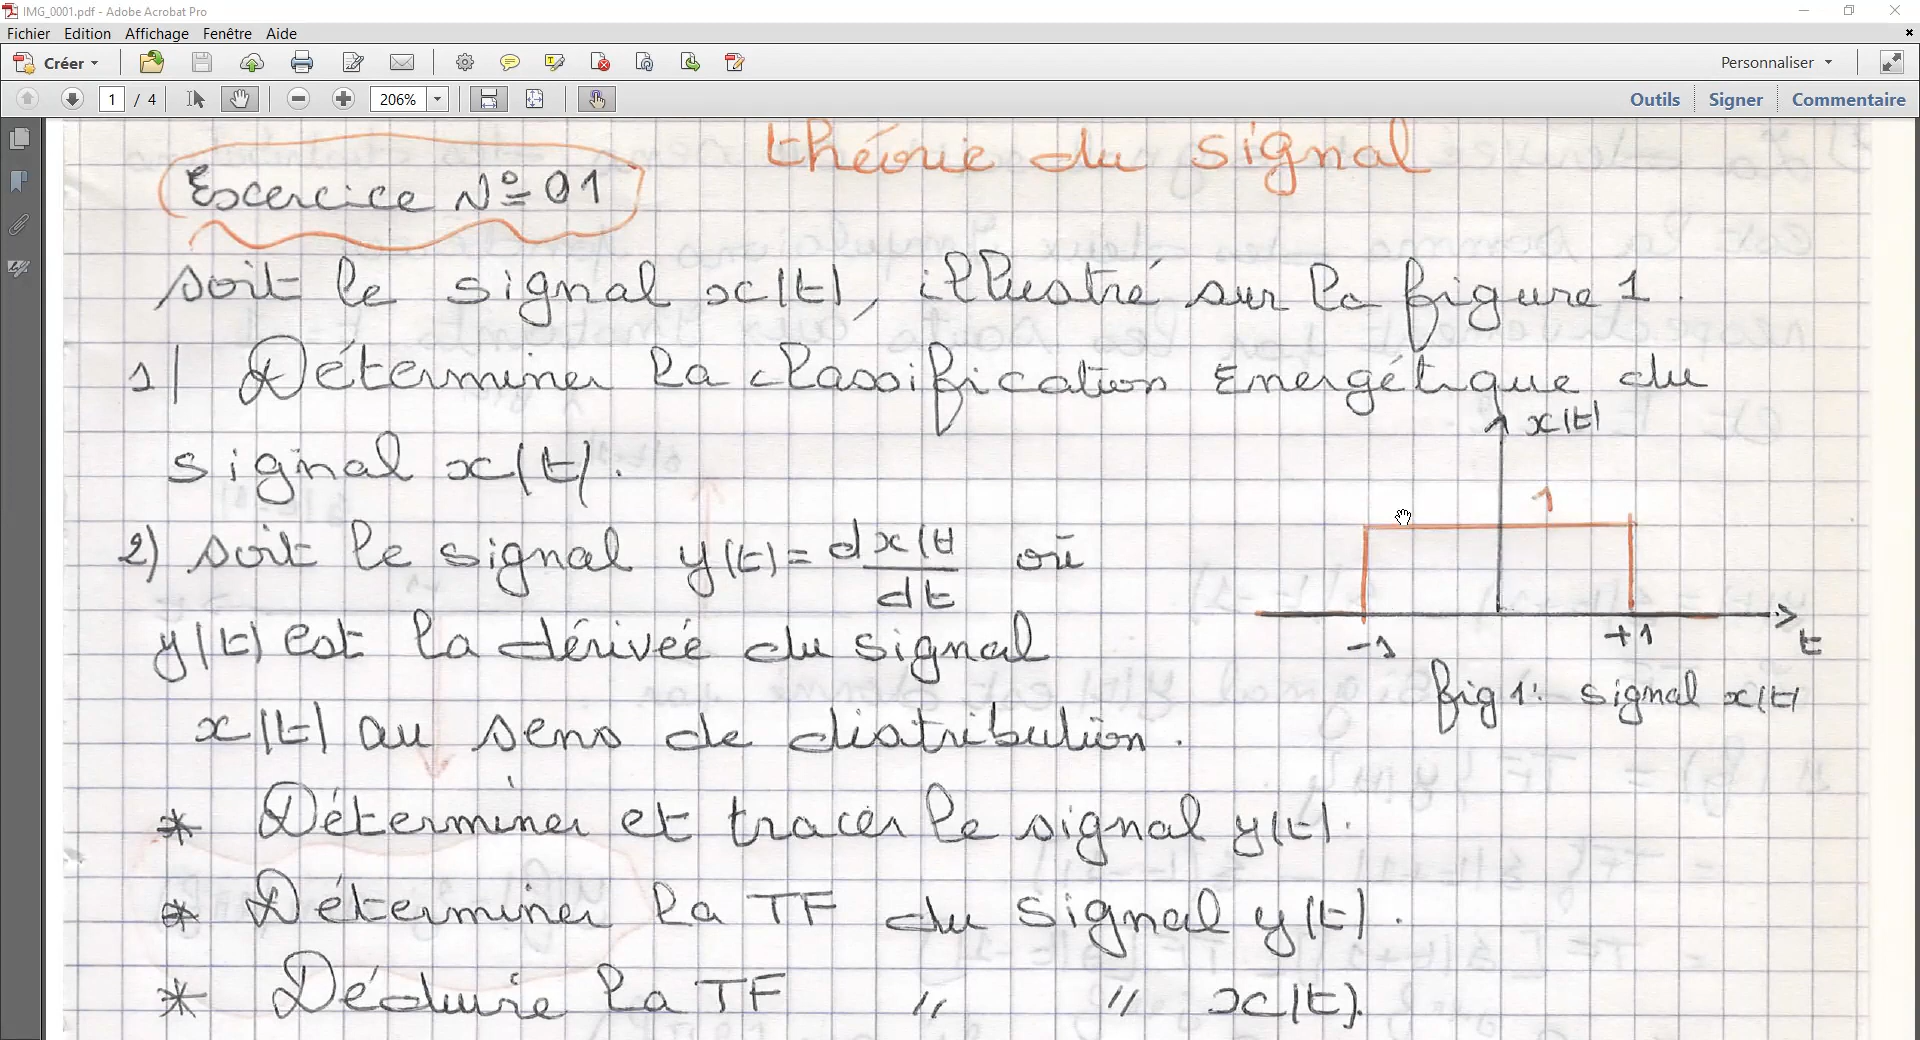 IMG_0001.pdf - Adobe Acrobat Pro
Fichier Edition Affichage Fenêtre Aide
Créer Personnaliser
1 / 4 206% Outils Signer Commentaire
théorie du signal
Exercice N° 01
soit le signal x(t), illustré sur la figure 1.
1) Déterminer la classification Energétique du
signal x(t).
x(t)
1
-1 +1 t
fig 1: signal x(t)
2) soit le signal y(t) = dx(t)/dt où
y(t) est la dérivée du signal
x(t) au sens de distribution.
* Déterminer et tracer le signal y(t).
* Déterminer la TF du signal y(t).
* Déduire la TF " " x(t).